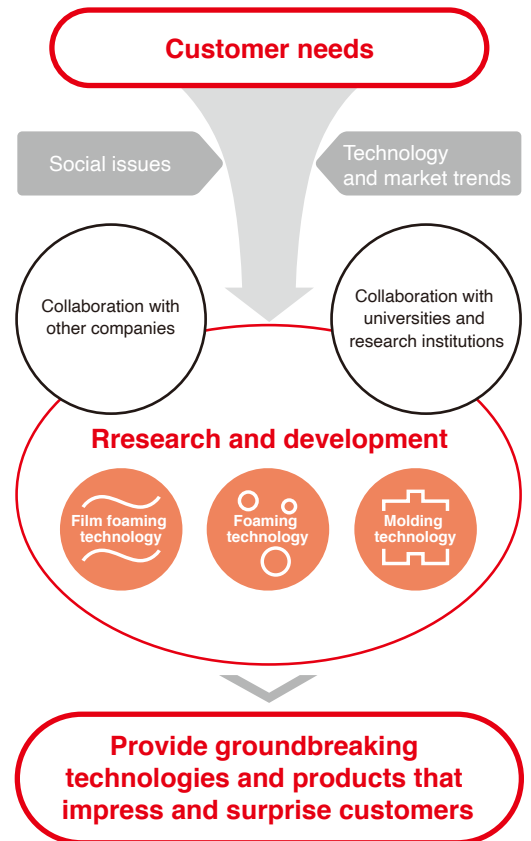 Customer needs
Social issues
Technology
and market trends
Collaboration with
other companies
Collaboration with
universities and
research institutions
Rresearch and development
Film foaming
technology
Foaming
technology
Molding
technology
Provide groundbreaking
technologies and products that
impress and surprise customers